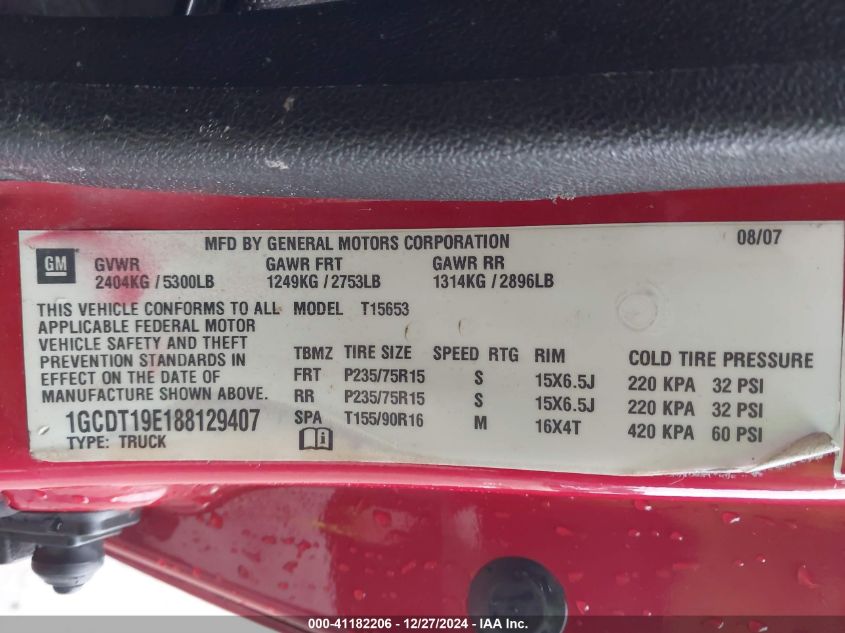 MFD BY GENERAL MOTORS CORPORATION 08/07
GM
GVWR GAWR FRT GAWR RR
2404KG / 5300LB 1249KG / 2753LB 1314KG / 2896LB
THIS VEHICLE CONFORMS TO ALL MODEL T15653
APPLICABLE FEDERAL MOTOR
VEHICLE SAFETY AND THEFT
PREVENTION STANDARDS IN
EFFECT ON THE DATE OF
MANUFACTURE SHOWN ABOVE.
TBMZ TIRE SIZE SPEED RTG RIM COLD TIRE PRESSURE
FRT P235/75R15 S 15X6.5J 220 KPA 32 PSI
RR P235/75R15 S 15X6.5J 220 KPA 32 PSI
SPA T155/90R16 M 16X4T 420 KPA 60 PSI
1GCDT19E188129407
TYPE: TRUCK
000-41182206 - 12/27/2024 - IAA Inc.